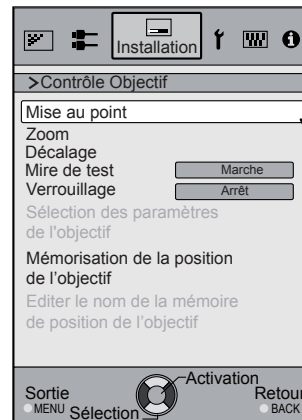 Installation
>Contrôle Objectif
Mise au point
Zoom
Décalage
Mire de test Marche
Verrouillage Arrêt
Sélection des paramètres
de l'objectif
Mémorisation de la position
de l’objectif
Editer le nom de la mémoire
de position de l'objectif
Activation
Sortie Retour
MENU Sélection BACK